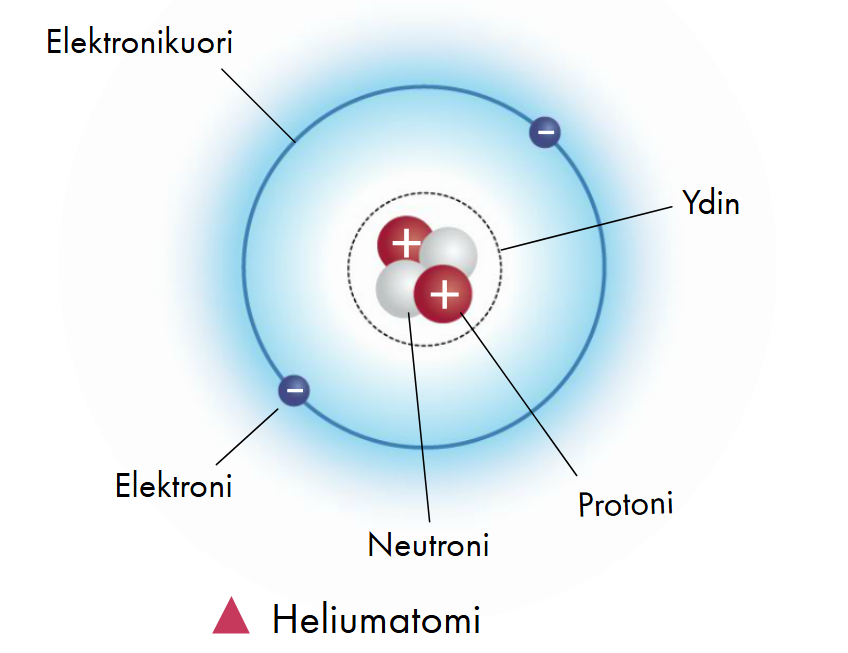 Elektronikuori
Ydin
Elektroni
Protoni
Neutroni
Heliumatomi